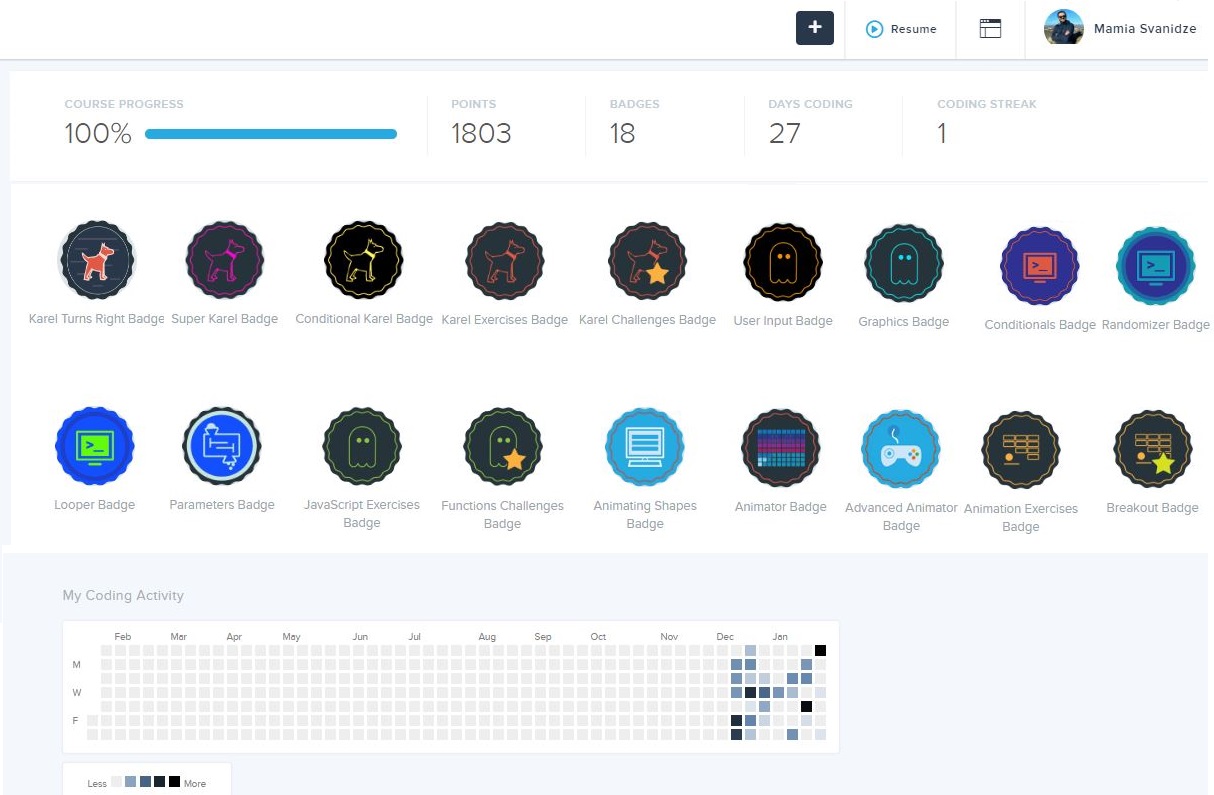 + Resume Mamia Svanidze
COURSE PROGRESS POINTS BADGES DAYS CODING CODING STREAK
100% 1803 18 27 1
Karel Turns Right Badge Super Karel Badge Conditional Karel Badge Karel Exercises Badge Karel Challenges Badge User Input Badge Graphics Badge Conditionals Badge Randomizer Badge
Looper Badge Parameters Badge JavaScript Exercises Badge Functions Challenges Badge Animating Shapes Badge Animator Badge Advanced Animator Badge Animation Exercises Badge Breakout Badge
My Coding Activity
Feb Mar Apr May Jun Jul Aug Sep Oct Nov Dec Jan
M
W
F
Less More